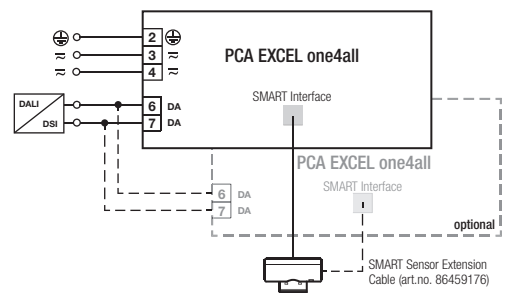 2
3
4
PCA EXCEL one4all
SMART Interface
DALI
DSI
6 DA
7 DA
PCA EXCEL one4all
SMART Interface
6 DA
7 DA
optional
SMART Sensor Extension
Cable (art.no. 86459176)